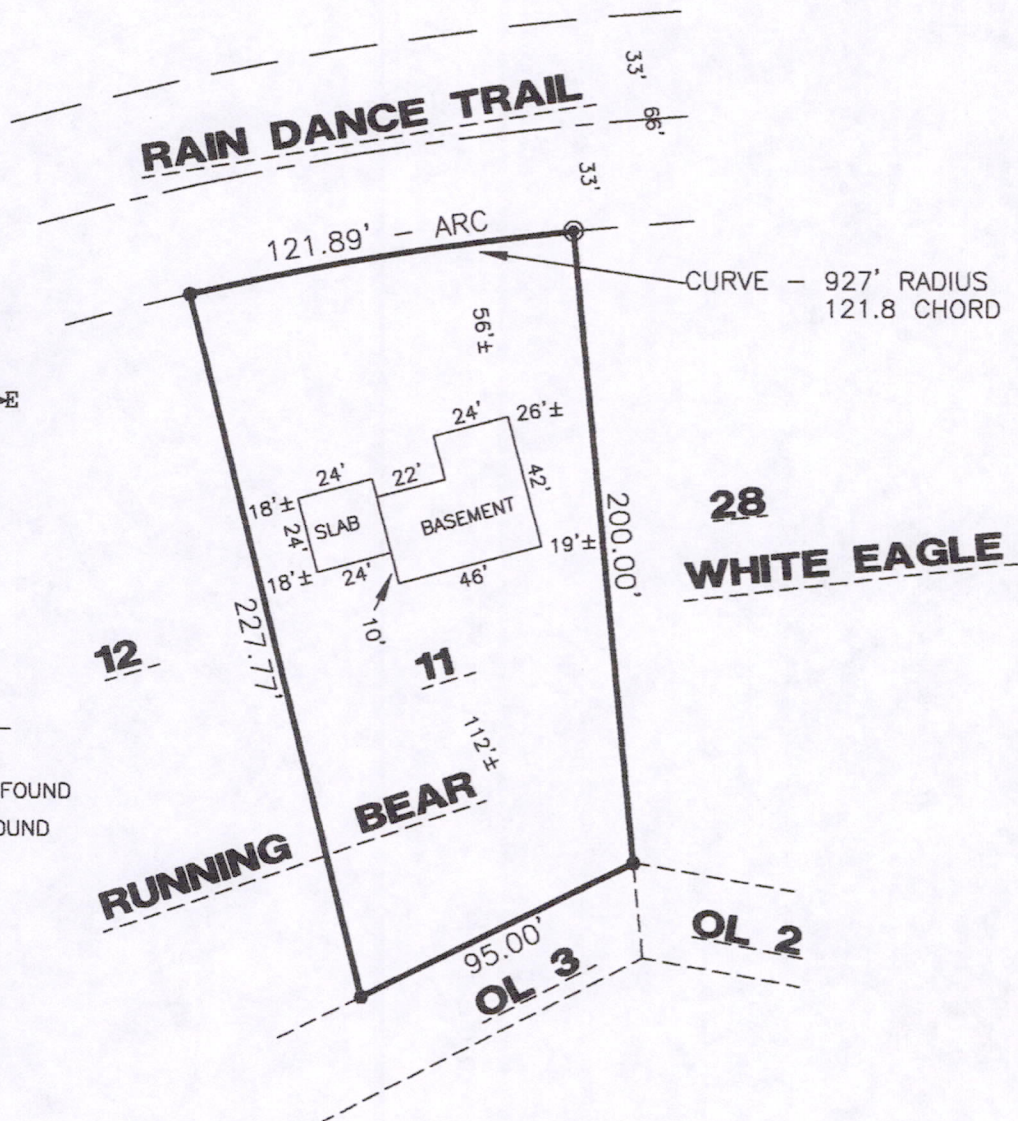 33'
66'
33'
RAIN DANCE TRAIL
121.89' - ARC
CURVE - 927' RADIUS
121.8 CHORD
56'±
E
24'
26'±
24'
22'
42'
18'±
SLAB
BASEMENT
24'
19'±
18'±
24'
46'
10'
200.00'
28
WHITE EAGLE
227.77'
12
11
112'±
FOUND
OUND
RUNNING BEAR
95.00'
OL 3
OL 2